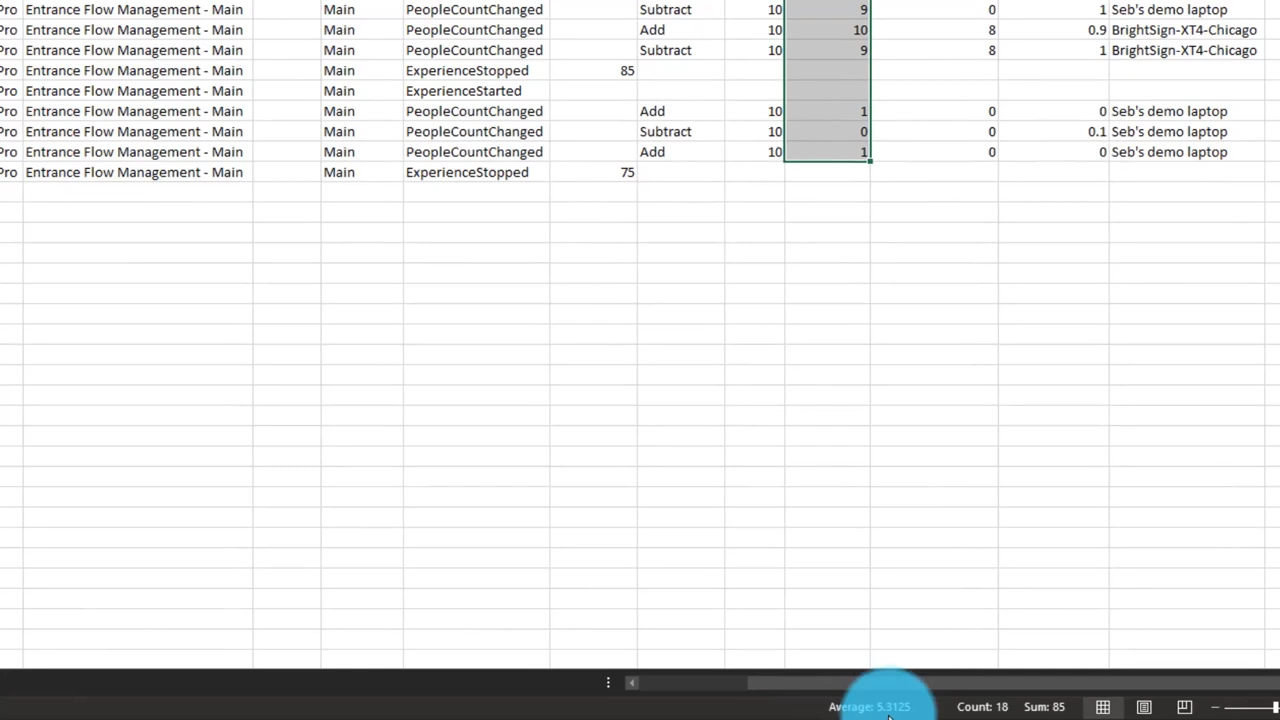 Pro Entrance Flow Management - Main Main PeopleCountChanged Subtract 10 9 0 1 Seb's demo laptop
Pro Entrance Flow Management - Main Main PeopleCountChanged Add 10 10 8 0.9 BrightSign-XT4-Chicago
Pro Entrance Flow Management - Main Main PeopleCountChanged Subtract 10 9 8 1 BrightSign-XT4-Chicago
Pro Entrance Flow Management - Main Main ExperienceStopped 85
Pro Entrance Flow Management - Main Main ExperienceStarted
Pro Entrance Flow Management - Main Main PeopleCountChanged Add 10 1 0 0 Seb's demo laptop
Pro Entrance Flow Management - Main Main PeopleCountChanged Subtract 10 0 0 0.1 Seb's demo laptop
Pro Entrance Flow Management - Main Main PeopleCountChanged Add 10 1 0 0 Seb's demo laptop
Pro Entrance Flow Management - Main Main ExperienceStopped 75
Average: 5.3125 Count: 18 Sum: 85